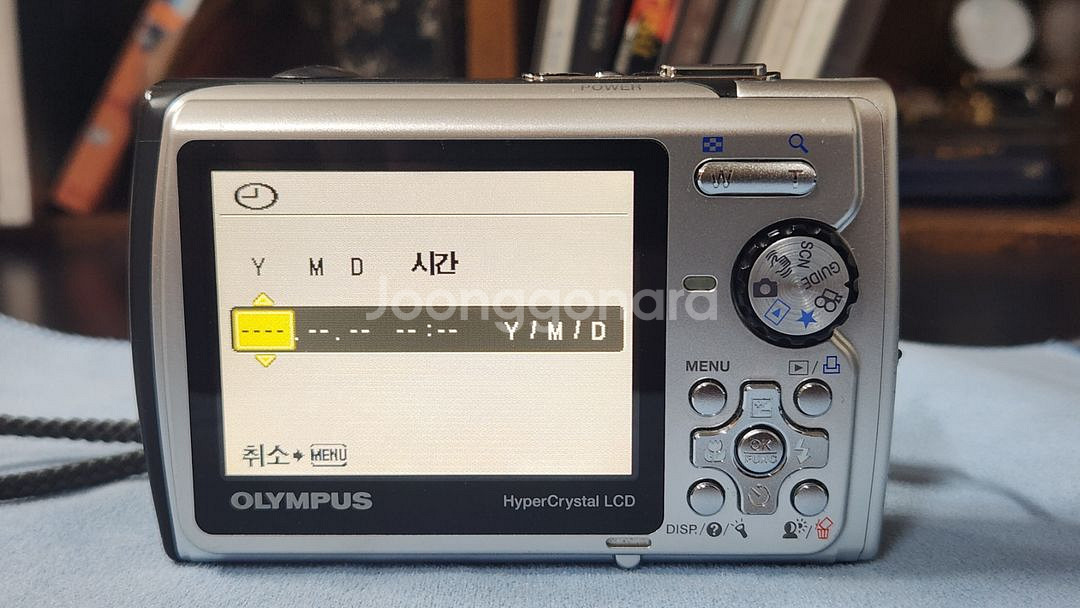 POWER
W T
SCN
GUIDE
Y M D 시간
Joonggonara
---- . -- . -- --:-- Y / M / D
MENU
/
OK
FUNC
취소 MENU
OLYMPUS
HyperCrystal LCD
DISP./?/